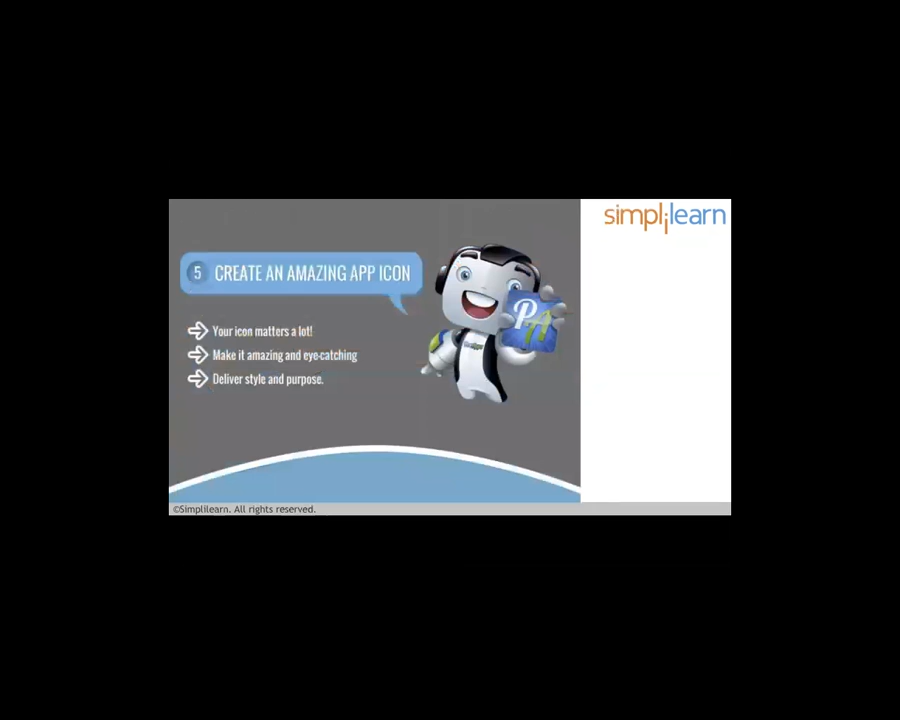 simplilearn
5 CREATE AN AMAZING APP ICON
Your icon matters a lot!
Make it amazing and eye-catching
Deliver style and purpose.
PA
©Simplilearn. All rights reserved.